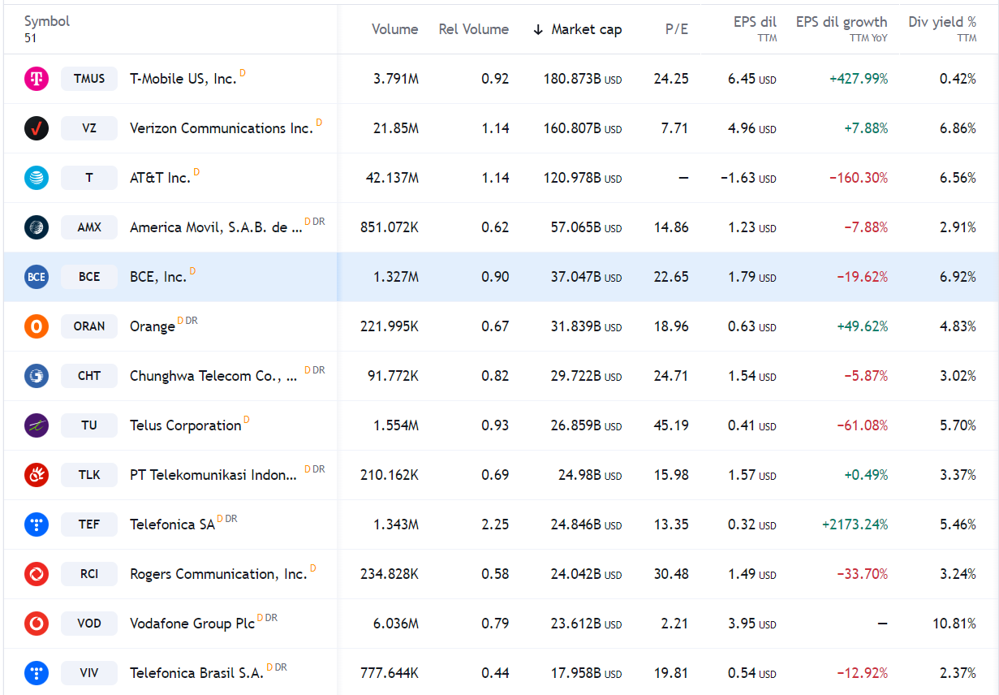 Symbol Volume Rel Volume ↓ Market cap P/E EPS dil EPS dil growth Div yield %
51 TTM TTM YoY TTM
TMUS T-Mobile US, Inc. D 3.791M 0.92 180.873B USD 24.25 6.45 USD +427.99% 0.42%
VZ Verizon Communications Inc. D 21.85M 1.14 160.807B USD 7.71 4.96 USD +7.88% 6.86%
T AT&T Inc. D 42.137M 1.14 120.978B USD — −1.63 USD −160.30% 6.56%
AMX America Movil, S.A.B. de ... D DR 851.072K 0.62 57.065B USD 14.86 1.23 USD −7.88% 2.91%
BCE BCE BCE, Inc. D 1.327M 0.90 37.047B USD 22.65 1.79 USD −19.62% 6.92%
ORAN Orange D DR 221.995K 0.67 31.839B USD 18.96 0.63 USD +49.62% 4.83%
CHT Chunghwa Telecom Co., ... D DR 91.772K 0.82 29.722B USD 24.71 1.54 USD −5.87% 3.02%
TU Telus Corporation D 1.554M 0.93 26.859B USD 45.19 0.41 USD −61.08% 5.70%
TLK PT Telekomunikasi Indon... D DR 210.162K 0.69 24.98B USD 15.98 1.57 USD +0.49% 3.37%
TEF Telefonica SA D DR 1.343M 2.25 24.846B USD 13.35 0.32 USD +2173.24% 5.46%
RCI Rogers Communication, Inc. D 234.828K 0.58 24.042B USD 30.48 1.49 USD −33.70% 3.24%
VOD Vodafone Group Plc D DR 6.036M 0.79 23.612B USD 2.21 3.95 USD — 10.81%
VIV Telefonica Brasil S.A. D DR 777.644K 0.44 17.958B USD 19.81 0.54 USD −12.92% 2.37%